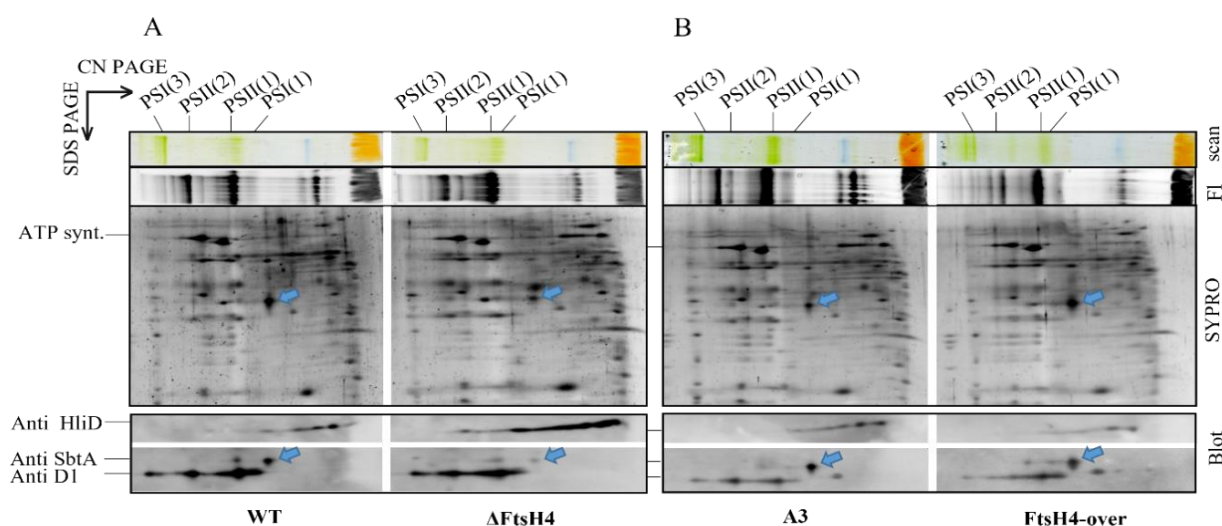 A
B
CN PAGE
SDS PAGE
PSI(3) PSII(2) PSII(1) PSI(1)
PSI(3) PSII(2) PSII(1) PSI(1)
PSI(3) PSII(2) PSII(1) PSI(1)
PSI(3) PSII(2) PSII(1) PSI(1)
scan
Fl
ATP synt.
SYPRO
Anti HliD
Anti SbtA
Anti D1
Blot
WT
ΔFtsH4
A3
FtsH4-over